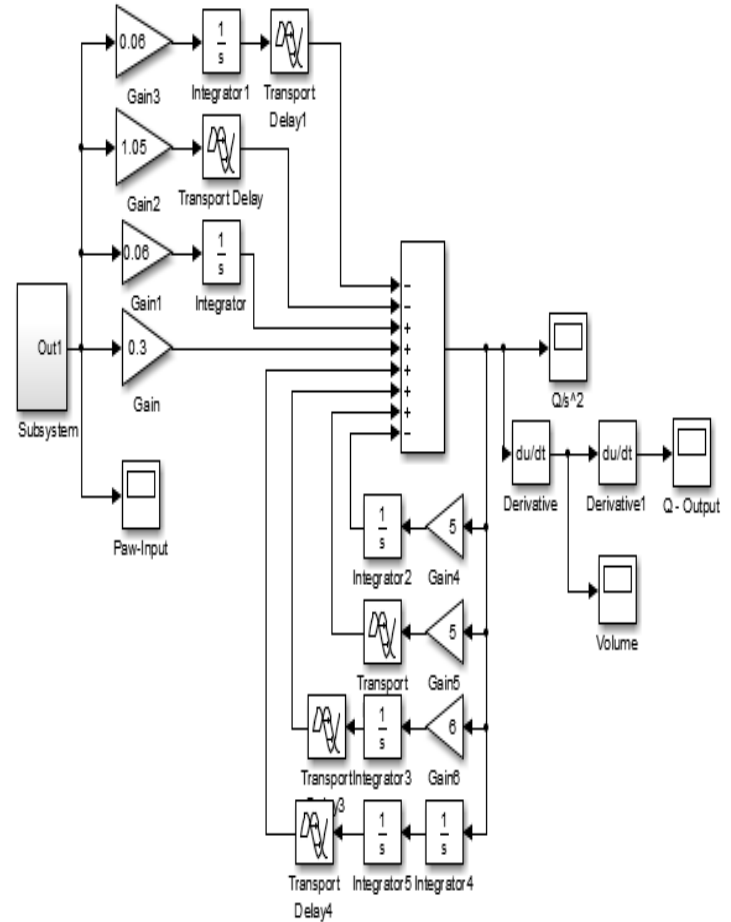 0.06
1
s
Gain3
Integrator1
Transport
Delay1
1.05
Gain2
Transport Delay
0.06
1
s
Gain1
Integrator
Out1
0.3
Gain
Subsystem
Paw-Input
−
−
+
+
+
+
+
−
Q/s^2
du/dt
Derivative
du/dt
Derivative1
Q - Output
Volume
1
s
5
Integrator2
Gain4
5
Transport
Gain5
1
s
6
Transport
Integrator3
Gain6
1
s
1
s
Transport
Delay4
Integrator5
Integrator4